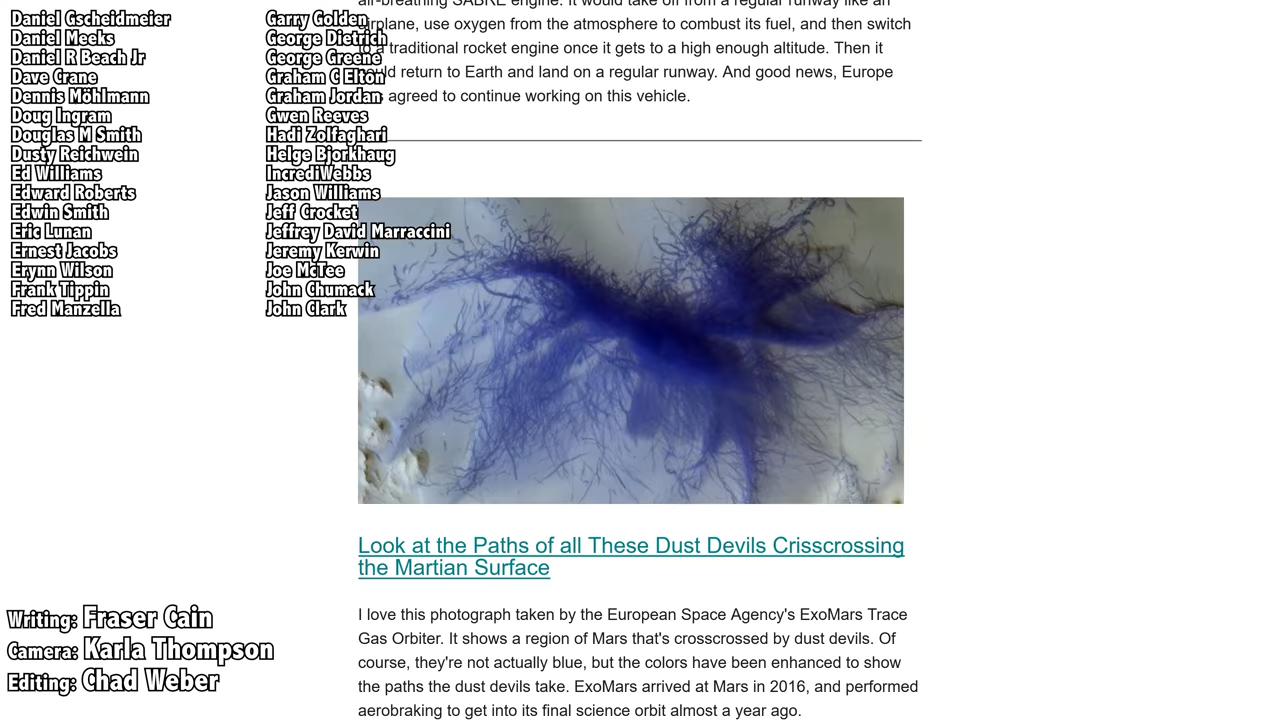 Daniel Gscheidmeier
Daniel Meeks
Daniel R Beach Jr
Dave Crane
Dennis Möhlmann
Doug Ingram
Douglas M Smith
Dusty Reichwein
Ed Williams
Edward Roberts
Edwin Smith
Eric Lunan
Ernest Jacobs
Erynn Wilson
Frank Tippin
Fred Manzella
Garry Golden
George Dietrich
George Greene
Graham C Elton
Graham Jordan
Gwen Reeves
Hadi Zolfaghari
Helge Bjorkhaug
IncrediWebbs
Jason Williams
Jeff Crocket
Jeffrey David Marraccini
Jeremy Kerwin
Joe McTee
John Chumack
John Clark
air-breathing SABRE engine. It would take off from a regular runway like an
airplane, use oxygen from the atmosphere to combust its fuel, and then switch
to a traditional rocket engine once it gets to a high enough altitude. Then it
could return to Earth and land on a regular runway. And good news, Europe
agreed to continue working on this vehicle.
Look at the Paths of all These Dust Devils Crisscrossing
the Martian Surface
I love this photograph taken by the European Space Agency's ExoMars Trace
Gas Orbiter. It shows a region of Mars that's crisscrossed by dust devils. Of
course, they're not actually blue, but the colors have been enhanced to show
the paths the dust devils take. ExoMars arrived at Mars in 2016, and performed
aerobraking to get into its final science orbit almost a year ago.
Writing: Fraser Cain
Camera: Karla Thompson
Editing: Chad Weber